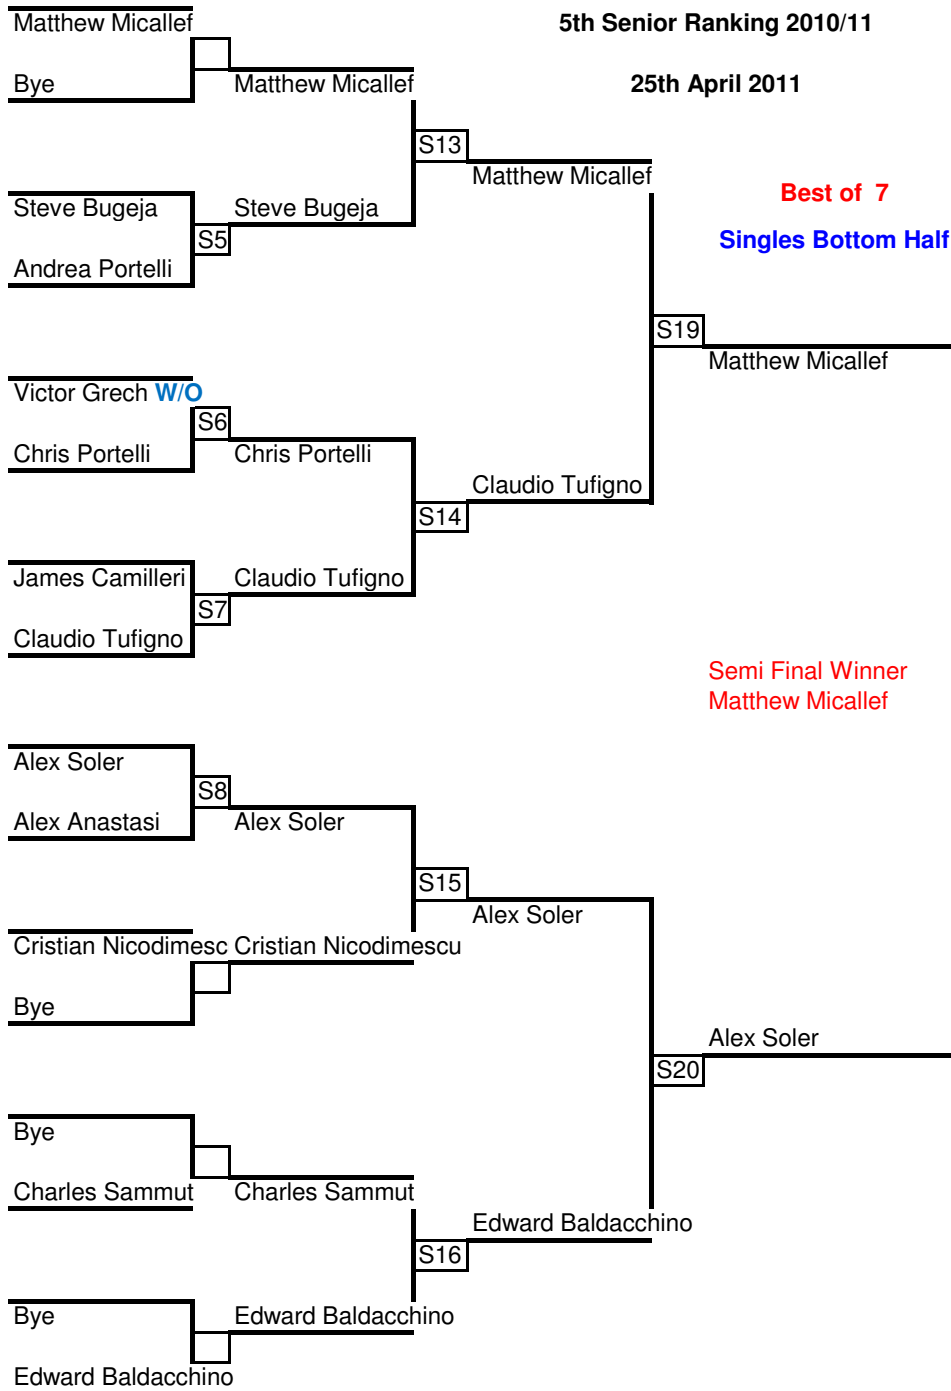 Matthew Micallef
5th Senior Ranking 2010/11
Bye
Matthew Micallef
25th April 2011
S13
Matthew Micallef
Best of 7
Steve Bugeja
Steve Bugeja
S5
Singles Bottom Half
Andrea Portelli
S19
Matthew Micallef
Victor Grech W/O
S6
Chris Portelli
Chris Portelli
Claudio Tufigno
S14
James Camilleri
Claudio Tufigno
S7
Claudio Tufigno
Semi Final Winner
Matthew Micallef
Alex Soler
S8
Alex Anastasi
Alex Soler
S15
Alex Soler
Cristian Nicodimesc
Cristian Nicodimescu
Bye
Alex Soler
S20
Bye
Charles Sammut
Charles Sammut
Edward Baldacchino
S16
Bye
Edward Baldacchino
Edward Baldacchino